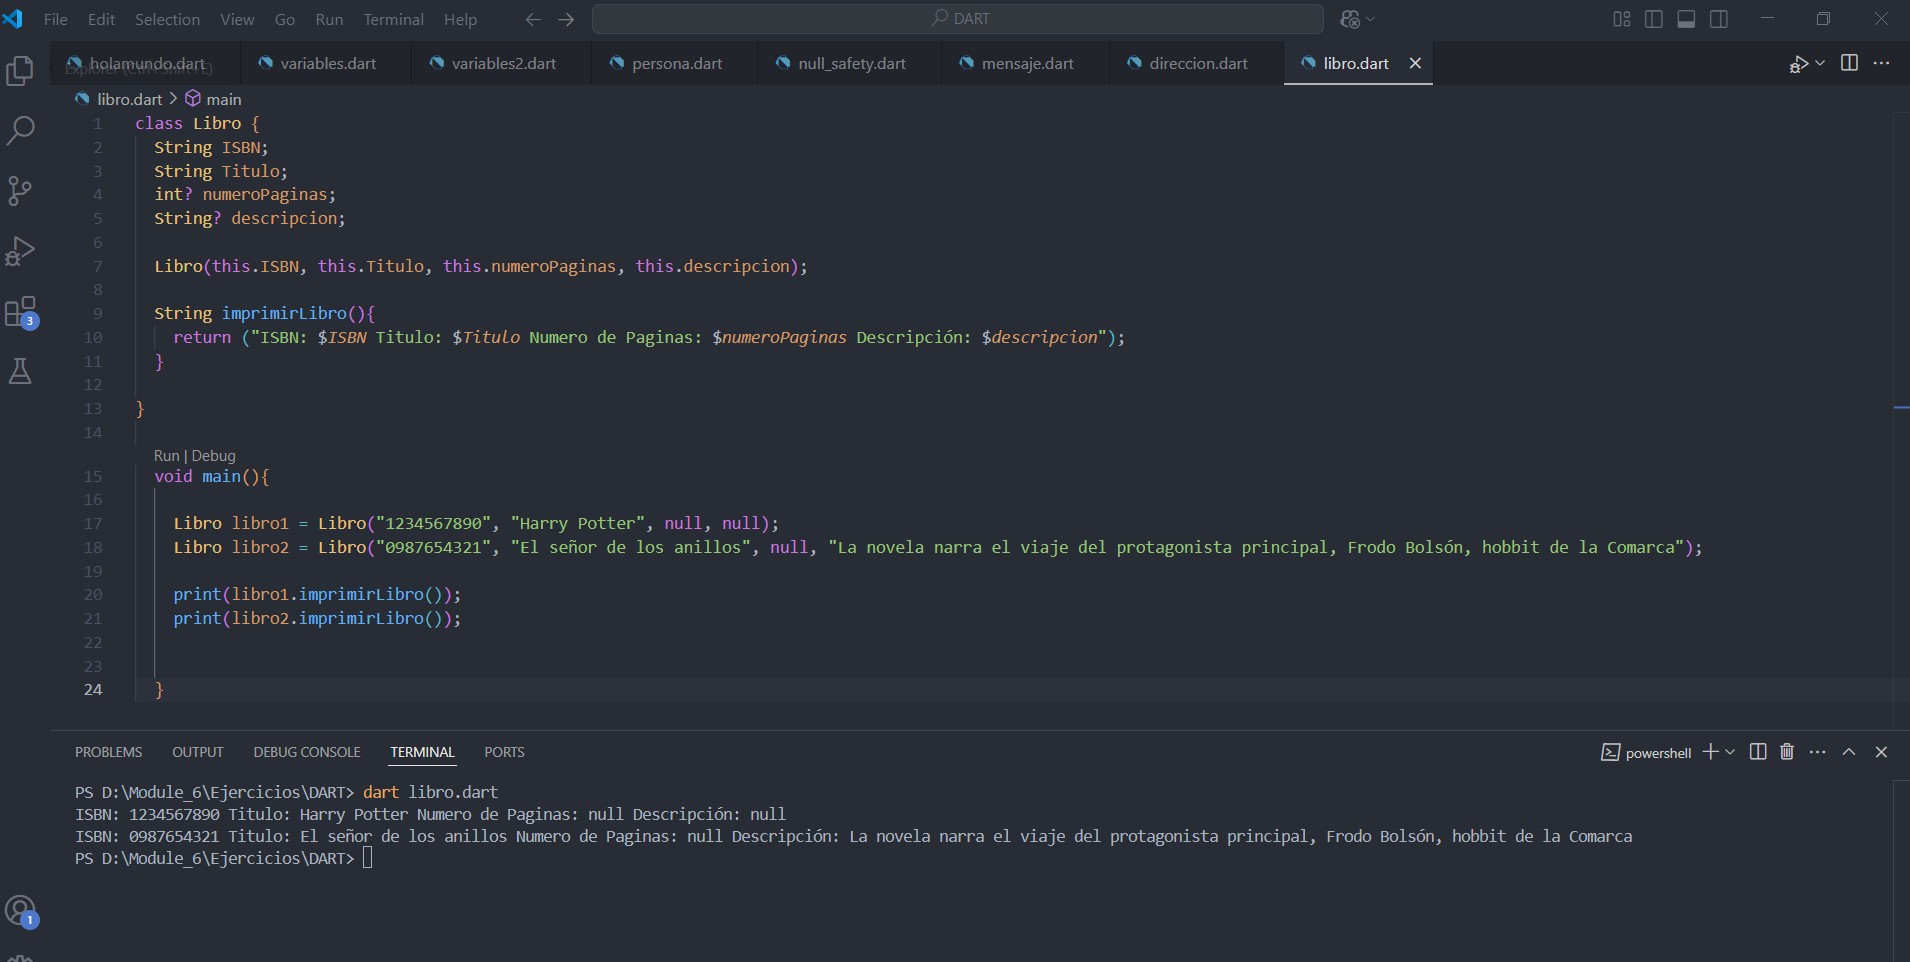 File Edit Selection View Go Run Terminal Help DART
holamundo.dart variables.dart variables2.dart persona.dart null_safety.dart mensaje.dart direccion.dart libro.dart
Explorer (Ctrl+Shift+E)
libro.dart > main
1 class Libro {
2 String ISBN;
3 String Titulo;
4 int? numeroPaginas;
5 String? descripcion;
6
7 Libro(this.ISBN, this.Titulo, this.numeroPaginas, this.descripcion);
8
9 String imprimirLibro(){
10 return ("ISBN: $ISBN Titulo: $Titulo Numero de Paginas: $numeroPaginas Descripción: $descripcion");
11 }
12
13 }
14
Run | Debug
15 void main(){
16
17 Libro libro1 = Libro("1234567890", "Harry Potter", null, null);
18 Libro libro2 = Libro("0987654321", "El señor de los anillos", null, "La novela narra el viaje del protagonista principal, Frodo Bolsón, hobbit de la Comarca");
19
20 print(libro1.imprimirLibro());
21 print(libro2.imprimirLibro());
22
23
24 }
3
PROBLEMS OUTPUT DEBUG CONSOLE TERMINAL PORTS powershell
PS D:\Module_6\Ejercicios\DART> dart libro.dart
ISBN: 1234567890 Titulo: Harry Potter Numero de Paginas: null Descripción: null
ISBN: 0987654321 Titulo: El señor de los anillos Numero de Paginas: null Descripción: La novela narra el viaje del protagonista principal, Frodo Bolsón, hobbit de la Comarca
PS D:\Module_6\Ejercicios\DART>
1